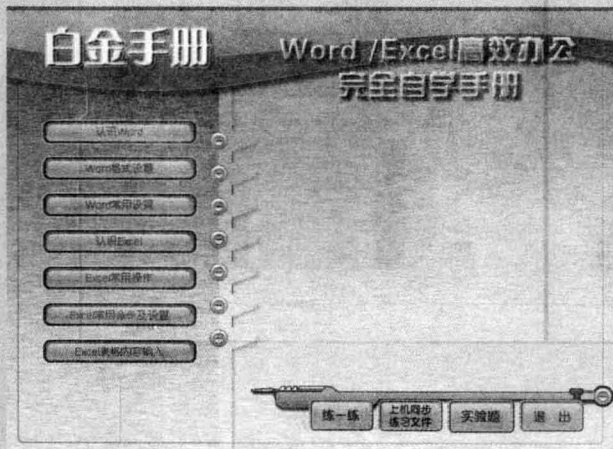 白金手册
Word /Excel高效办公
完全自学手册
认识Word
Word格式设置
Word常用设置
认识Excel
Excel常用操作
Excel常用命令及设置
Excel表格内容输入
练一练
上机同步
练习文件
实验题
退 出